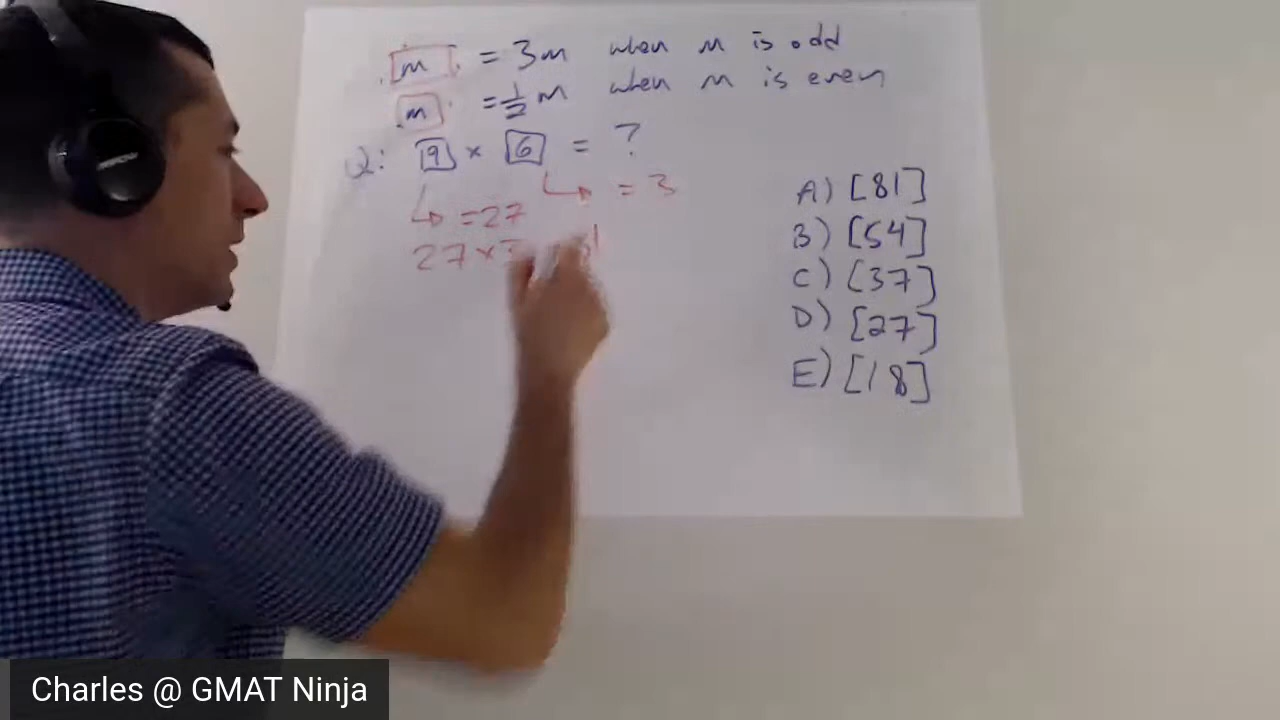 m = 3m when m is odd
m = 1/2 m when m is even
Q: 9 × 6 = ?
= 3
= 27
27 × 3
A) [81]
B) [54]
C) [37]
D) [27]
E) [18]
Charles @ GMAT Ninja